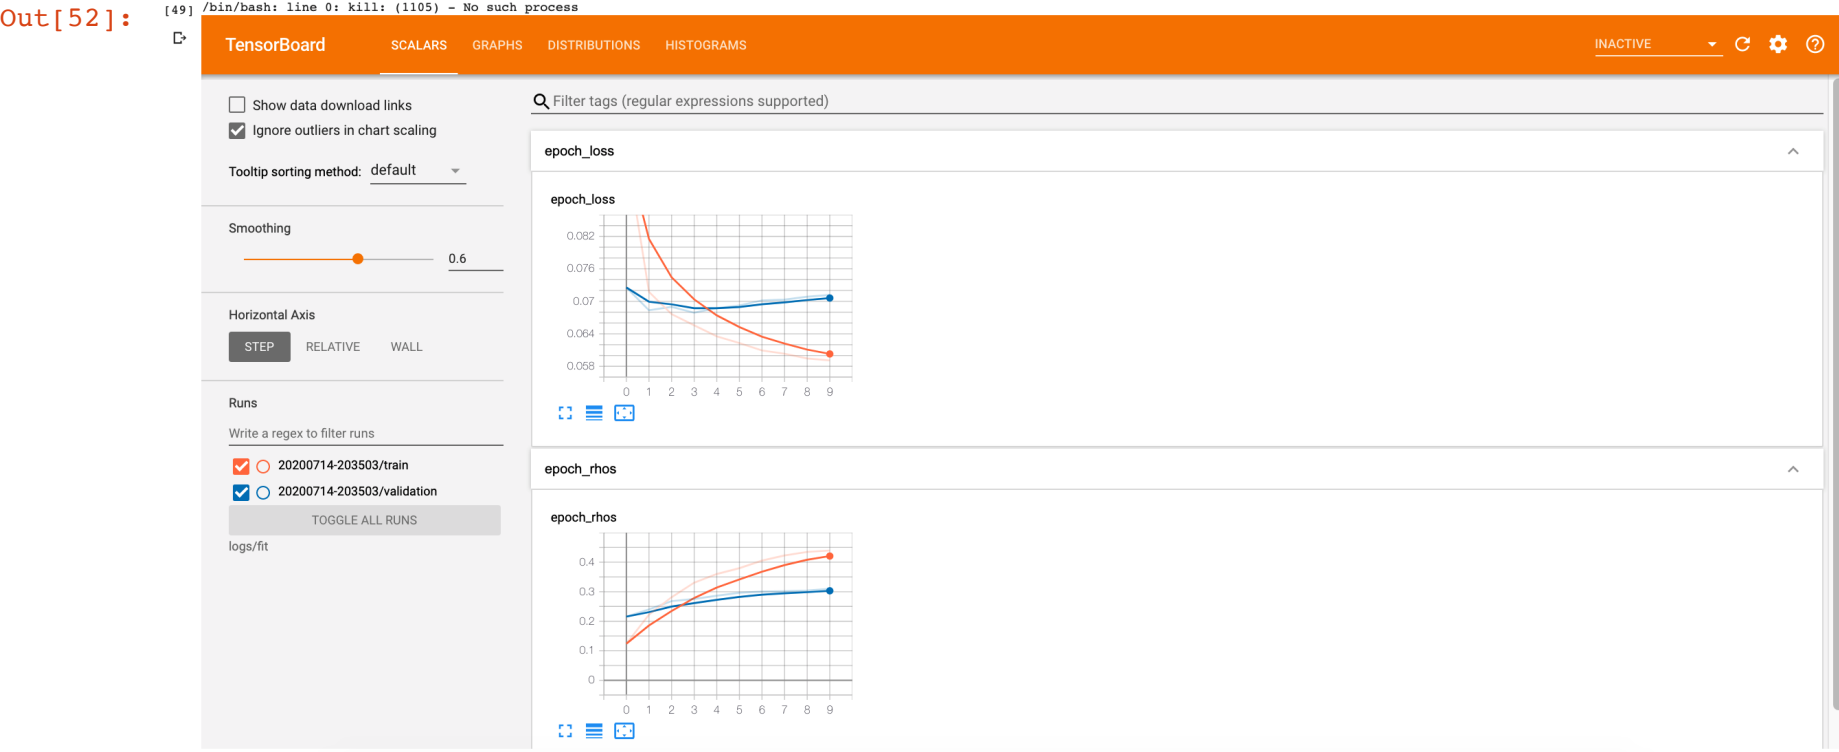 Out[52]:
[49] /bin/bash: line 0: kill: (1105) - No such process
TensorBoard SCALARS GRAPHS DISTRIBUTIONS HISTOGRAMS INACTIVE
Show data download links
Ignore outliers in chart scaling
Tooltip sorting method: default
Smoothing
0.6
Horizontal Axis
STEP RELATIVE WALL
Runs
Write a regex to filter runs
20200714-203503/train
20200714-203503/validation
TOGGLE ALL RUNS
logs/fit
Filter tags (regular expressions supported)
epoch_loss
epoch_loss
0.082
0.076
0.07
0.064
0.058
0 1 2 3 4 5 6 7 8 9
epoch_rhos
epoch_rhos
0.4
0.3
0.2
0.1
0
0 1 2 3 4 5 6 7 8 9